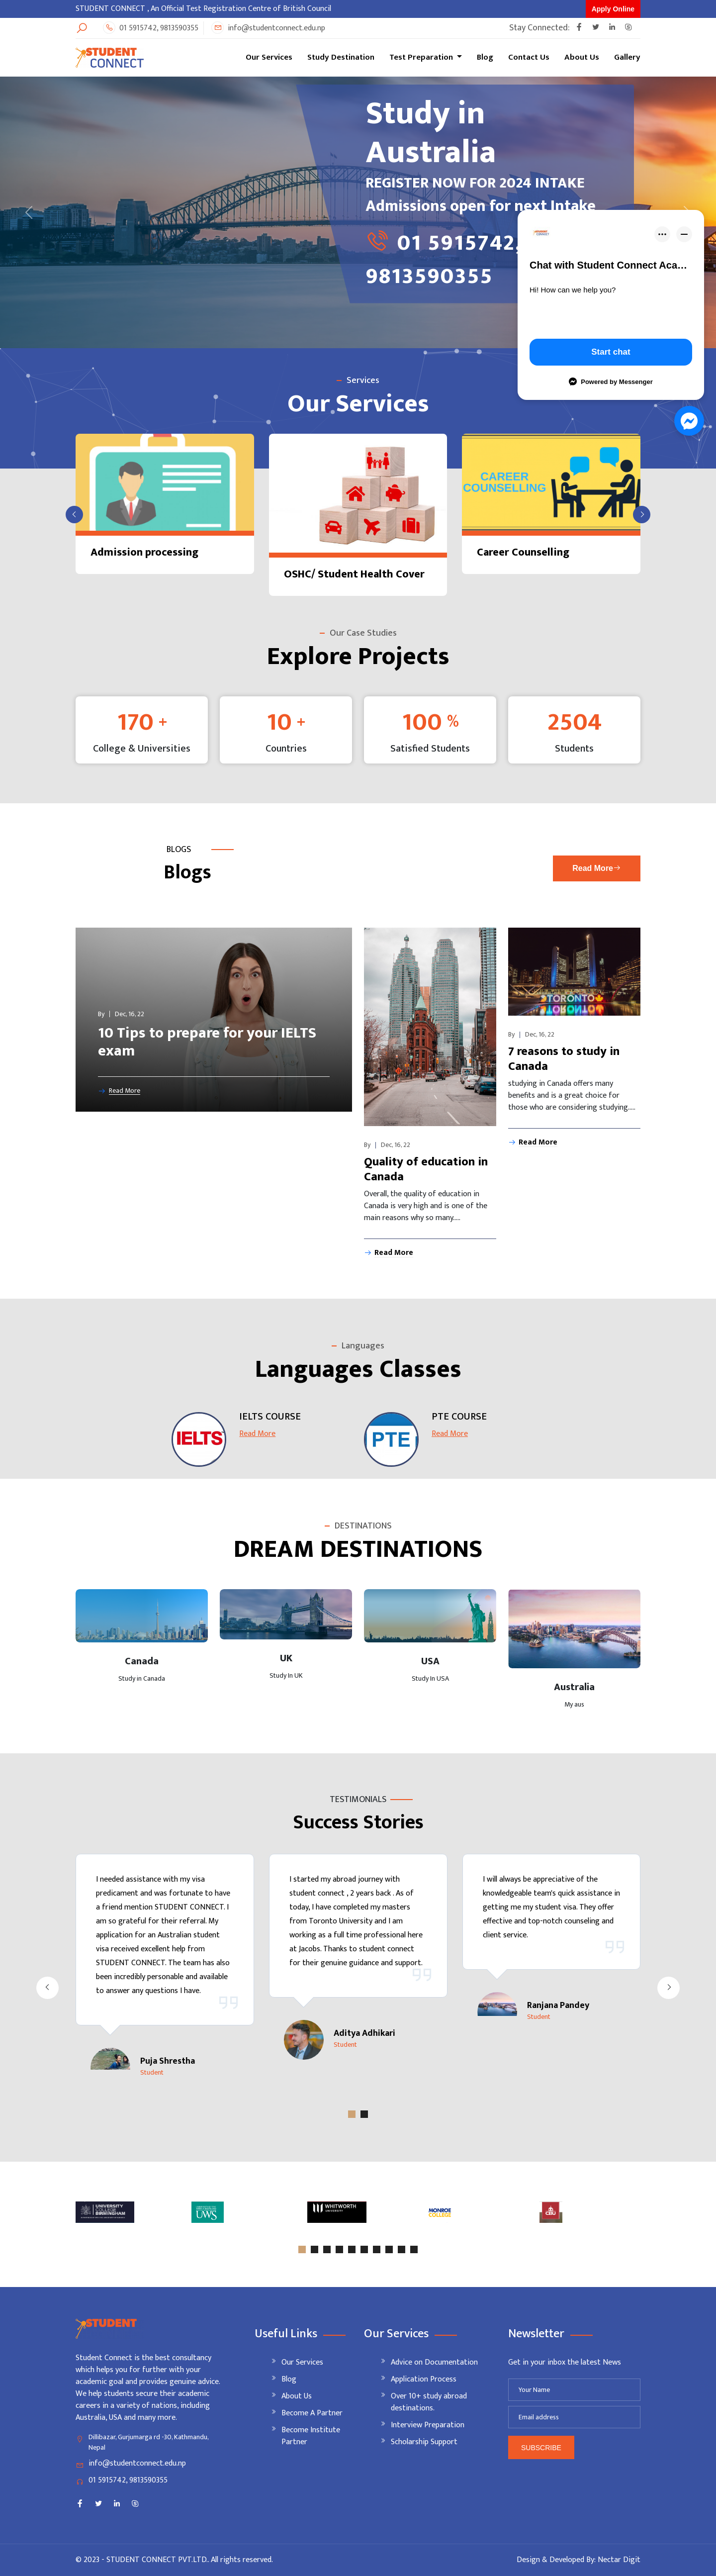 STUDENT CONNECT , An Official Test Registration Centre of British Council
Apply Online
01 5915742, 9813590355
info@studentconnect.edu.np
Stay Connected:
STUDENT
CONNECT
Our Services
Study Destination
Test Preparation
Blog
Contact Us
About Us
Gallery
Study in
Australia
REGISTER NOW FOR 2024 INTAKE
Admissions open for next Intake
01 5915742,
9813590355
Chat with Student Connect Aca…
Hi! How can we help you?
Start chat
Powered by Messenger
Services
Our Services
CAREER
COUNSELLING
Admission processing
OSHC/ Student Health Cover
Career Counselling
Our Case Studies
Explore Projects
170 +
College & Universities
10 +
Countries
100 %
Satisfied Students
2504
Students
BLOGS
Blogs
Read More
By | Dec, 16, 22
10 Tips to prepare for your IELTS
exam
Read More
By | Dec, 16, 22
Quality of education in
Canada
Overall, the quality of education in
Canada is very high and is one of the
main reasons why so many.....
Read More
TORONTO
By | Dec, 16, 22
7 reasons to study in
Canada
studying in Canada offers many
benefits and is a great choice for
those who are considering studying.....
Read More
Languages
Languages Classes
IELTS
IELTS COURSE
Read More
PTE
PTE COURSE
Read More
DESTINATIONS
DREAM DESTINATIONS
Canada
Study in Canada
UK
Study In UK
USA
Study In USA
Australia
My aus
TESTIMONIALS
Success Stories
I needed assistance with my visa
predicament and was fortunate to have
a friend mention STUDENT CONNECT. I
am so grateful for their referral. My
application for an Australian student
visa received excellent help from
STUDENT CONNECT. The team has also
been incredibly personable and available
to answer any questions I have.
Puja Shrestha
Student
I started my abroad journey with
student connect , 2 years back . As of
today, I have completed my masters
from Toronto University and I am
working as a full time professional here
at Jacobs. Thanks to student connect
for their genuine guidance and support.
Aditya Adhikari
Student
I will always be appreciative of the
knowledgeable team's quick assistance in
getting me my student visa. They offer
effective and top-notch counseling and
client service.
Ranjana Pandey
Student
UNIVERSITY
COLLEGE
BIRMINGHAM
UWS
WHITWORTH
UNIVERSITY
MONROE
COLLEGE
CBU
STUDENT
Student Connect is the best consultancy
which helps you for further with your
academic goal and provides genuine advice.
We help students secure their academic
careers in a variety of nations, including
Australia, USA and many more.
Dillibazar, Gurjumarga rd -30, Kathmandu,
Nepal
info@studentconnect.edu.np
01 5915742, 9813590355
Useful Links
Our Services
Blog
About Us
Become A Partner
Become Institute
Partner
Our Services
Advice on Documentation
Application Process
Over 10+ study abroad
destinations.
Interview Preparation
Scholarship Support
Newsletter
Get in your inbox the latest News
Your Name
Email address
SUBSCRIBE
© 2023 - STUDENT CONNECT PVT.LTD.. All rights reserved.
Design & Developed By: Nectar Digit